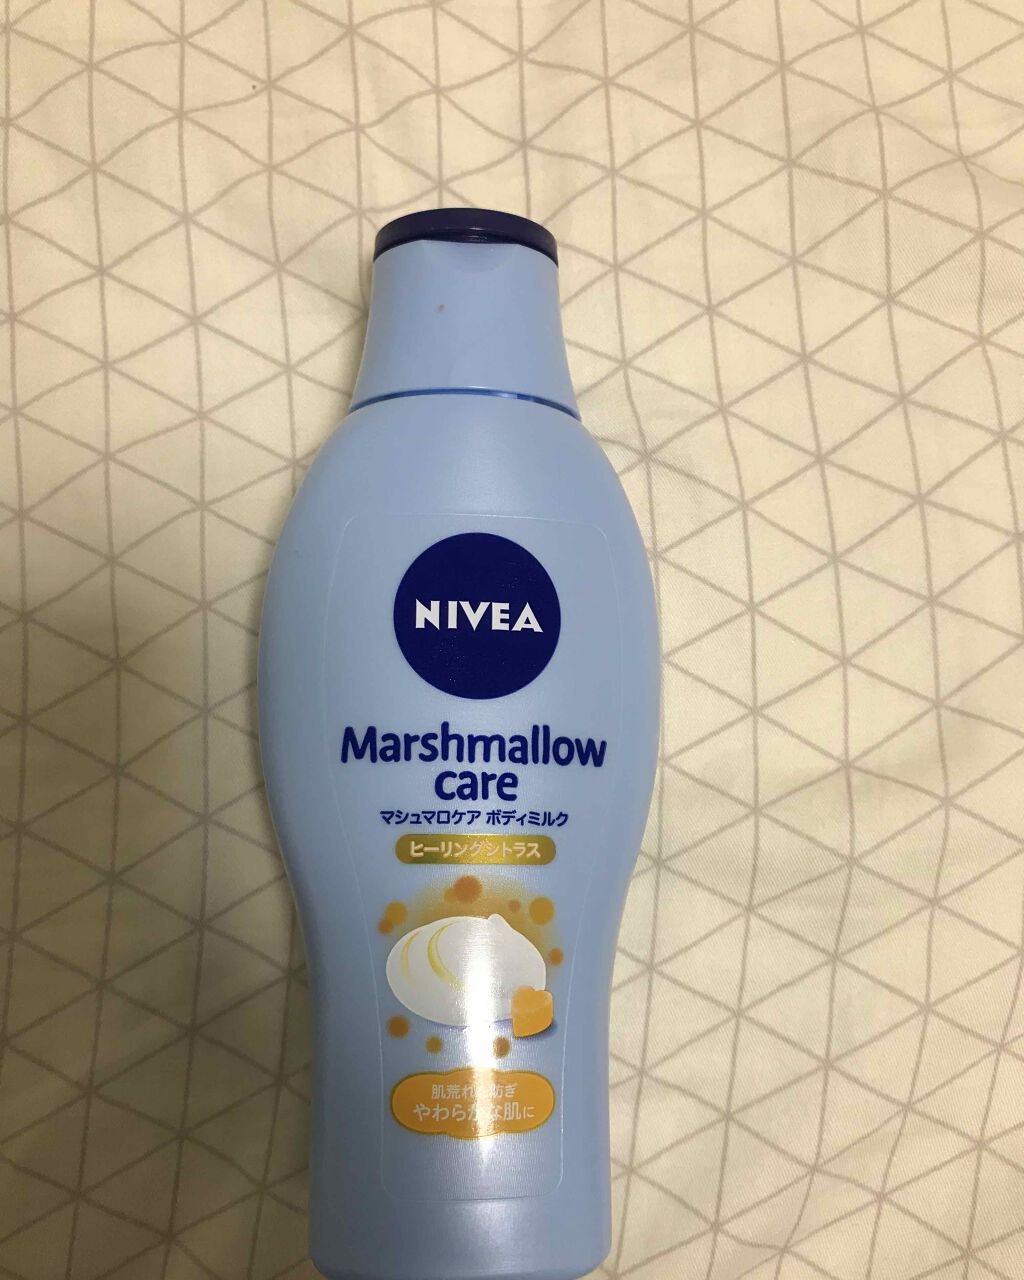 NIVEA
Marshmallow
care
マシュマロケア ボディミルク
ヒーリングシトラス
肌荒れを防ぎ
やわらかな肌に